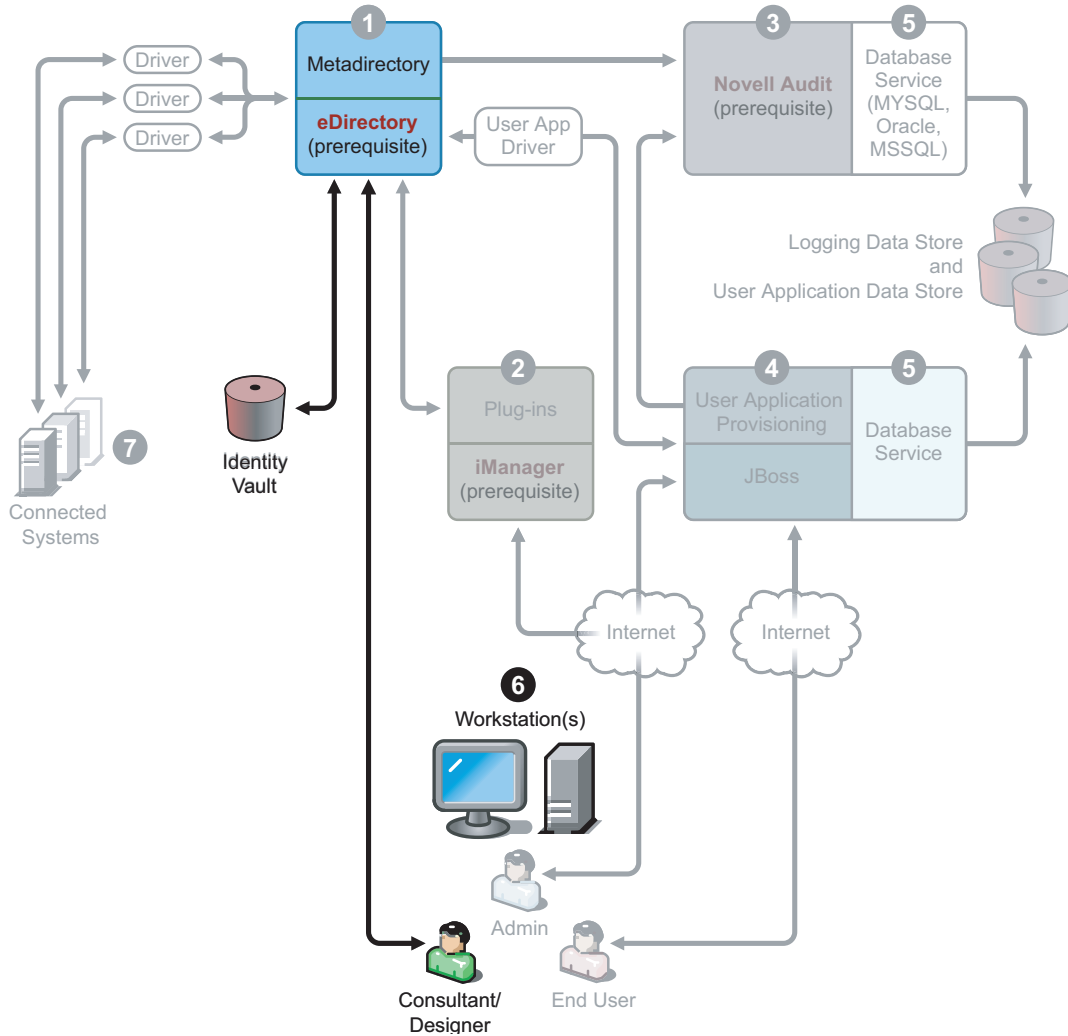 1
Metadirectory
eDirectory
(prerequisite)
Driver
Driver
Driver
User App
Driver
3
Novell Audit
(prerequisite)
5
Database
Service
(MYSQL,
Oracle,
MSSQL)
Logging Data Store
and
User Application Data Store
2
Plug-ins
iManager
(prerequisite)
4
User Application
Provisioning
JBoss
5
Database
Service
Identity
Vault
7
Connected
Systems
Internet
Internet
6
Workstation(s)
Admin
Consultant/
Designer
End User